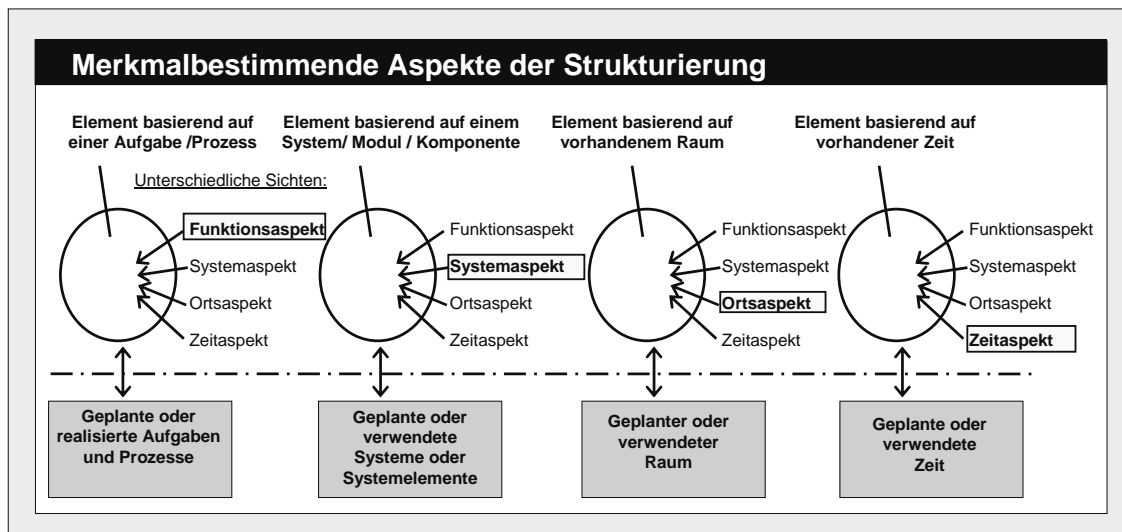 Merkmalbestimmende Aspekte der Strukturierung
Element basierend auf
einer Aufgabe /Prozess
Element basierend auf einem
System/ Modul / Komponente
Element basierend auf
vorhandenem Raum
Element basierend auf
vorhandener Zeit
Unterschiedliche Sichten:
Funktionsaspekt
Systemaspekt
Ortsaspekt
Zeitaspekt
Funktionsaspekt
Systemaspekt
Ortsaspekt
Zeitaspekt
Funktionsaspekt
Systemaspekt
Ortsaspekt
Zeitaspekt
Funktionsaspekt
Systemaspekt
Ortsaspekt
Zeitaspekt
Geplante oder
realisierte Aufgaben
und Prozesse
Geplante oder
verwendete
Systeme oder
Systemelemente
Geplanter oder
verwendeter
Raum
Geplante oder
verwendete
Zeit